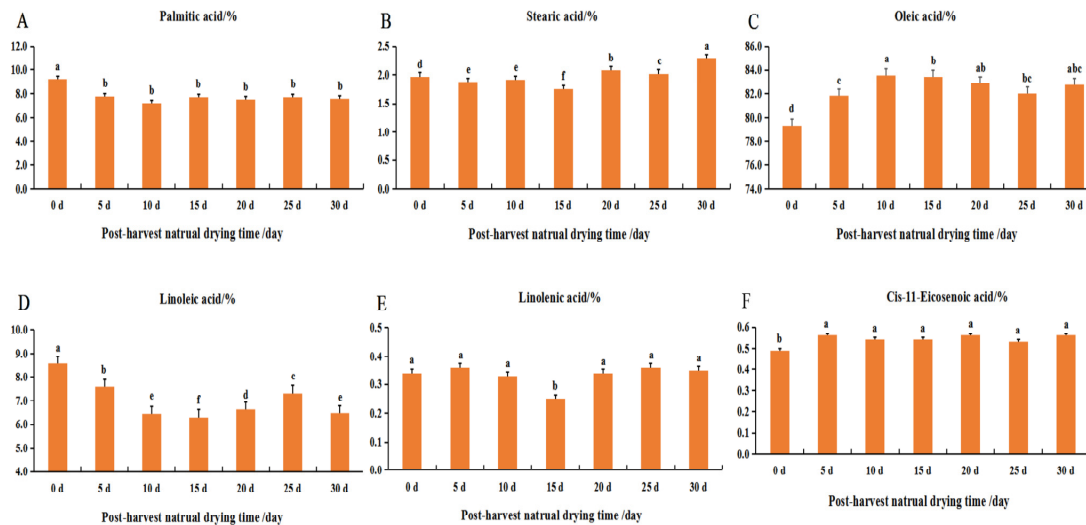 A
Palmitic acid/%
12.0
10.0
8.0
6.0
4.0
2.0
0.0
a b b b b b b
0 d 5 d 10 d 15 d 20 d 25 d 30 d
Post-harvest natrual drying time /day
B
Stearic acid/%
2.5
2.0
1.5
1.0
0.5
0.0
d e e f b c a
0 d 5 d 10 d 15 d 20 d 25 d 30 d
Post-harvest natrual drying time /day
C
Oleic acid/%
86.0
84.0
82.0
80.0
78.0
76.0
74.0
d c a b ab bc abc
0 d 5 d 10 d 15 d 20 d 25 d 30 d
Post-harvest natrual drying time /day
D
Linoleic acid/%
10.0
9.0
8.0
7.0
6.0
5.0
4.0
a b e f d c e
0 d 5 d 10 d 15 d 20 d 25 d 30 d
Post-harvest natrual drying time /day
E
Linolenic acid/%
0.5
0.4
0.3
0.2
0.1
0.0
a a a b a a a
0 d 5 d 10 d 15 d 20 d 25 d 30 d
Post-harvest natrual drying time /day
F
Cis-11-Eicosenoic acid/%
0.6
0.5
0.4
0.3
0.2
0.1
0.0
b a a a a a a
0 d 5 d 10 d 15 d 20 d 25 d 30 d
Post-harvest natrual drying time /day